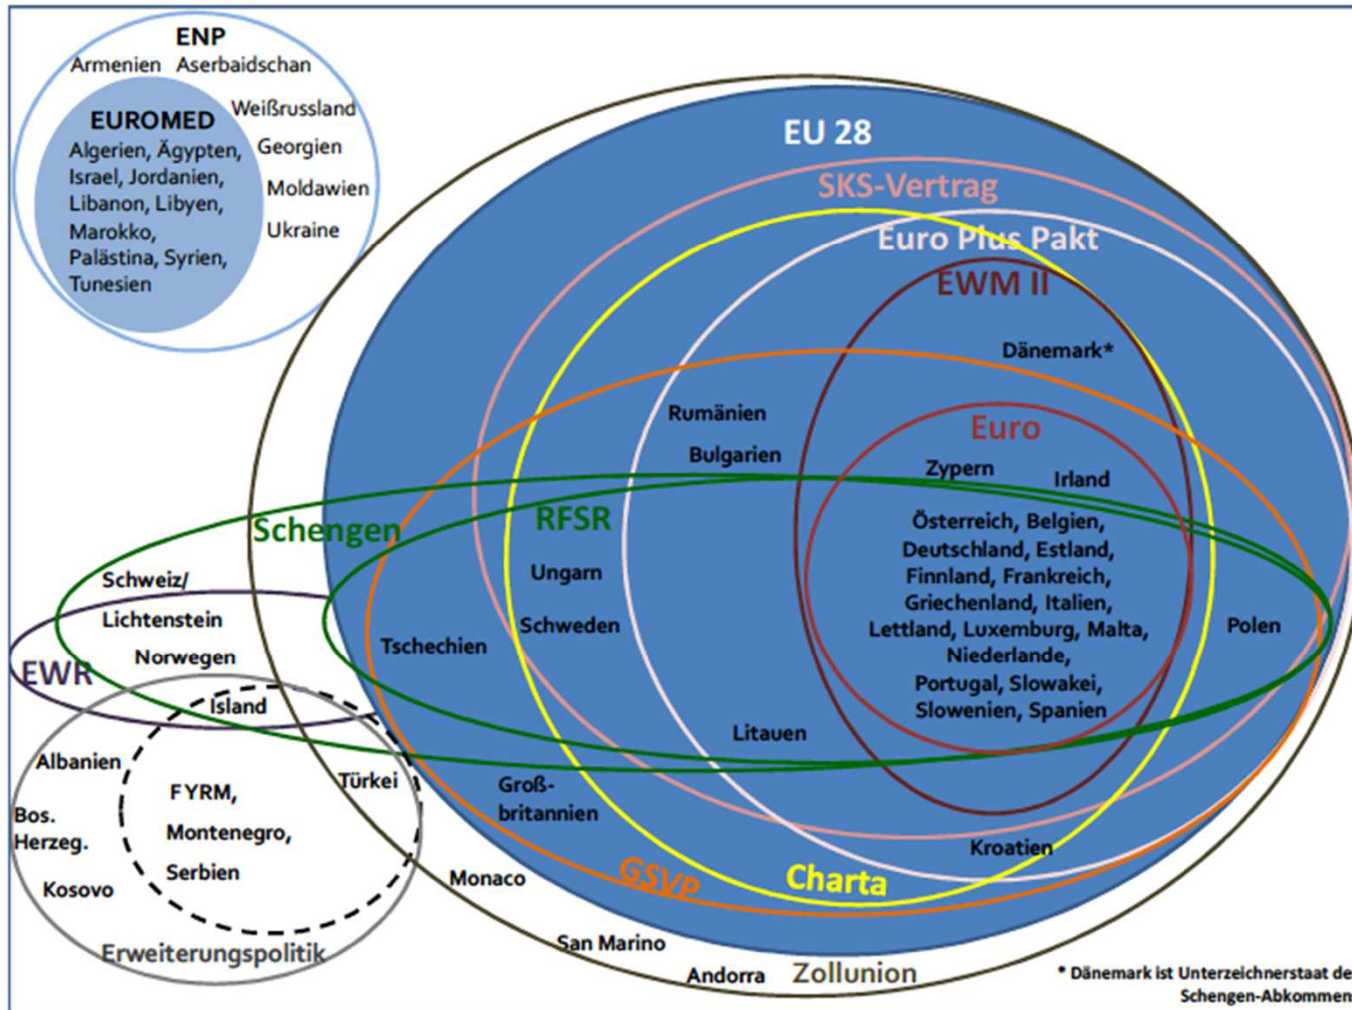 ENP
Armenien Aserbaidschan
Weißrussland
EUROMED
Algerien, Ägypten,
Georgien
Israel, Jordanien,
Moldawien
Libanon, Libyen,
Marokko,
Ukraine
Palästina, Syrien,
Tunesien
EU 28
SKS-Vertrag
Euro Plus Pakt
EWM II
Dänemark*
Rumänien
Bulgarien
Euro
Zypern
Irland
Schengen
RFSR
Österreich, Belgien,
Deutschland, Estland,
Finnland, Frankreich,
Griechenland, Italien,
Lettland, Luxemburg, Malta,
Niederlande,
Portugal, Slowakei,
Slowenien, Spanien
Ungarn
Schweden
Tschechien
Polen
Litauen
Schweiz/
Lichtenstein
Norwegen
EWR
Island
Albanien
Türkei
FYRM,
Montenegro,
Serbien
Bos.
Herzeg.
Kosovo
Erweiterungspolitik
Groß-
britannien
Kroatien
GSVP
Charta
Monaco
San Marino
Andorra
Zollunion
* Dänemark ist Unterzeichnerstaat de
Schengen-Abkommen